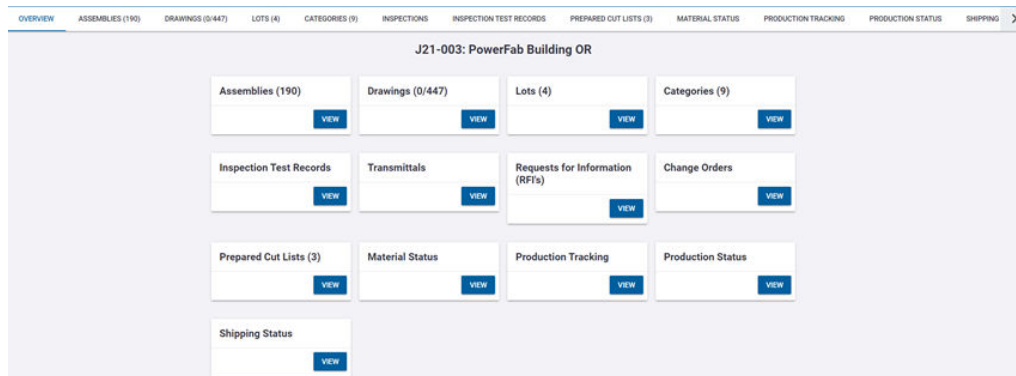 OVERVIEW ASSEMBLIES (190) DRAWINGS (0/447) LOTS (4) CATEGORIES (9) INSPECTIONS INSPECTION TEST RECORDS PREPARED CUT LISTS (3) MATERIAL STATUS PRODUCTION TRACKING PRODUCTION STATUS SHIPPING
J21-003: PowerFab Building OR
Assemblies (190) Drawings (0/447) Lots (4) Categories (9)
VIEW VIEW VIEW VIEW
Inspection Test Records Transmittals Requests for Information Change Orders
(RFI's)
VIEW VIEW VIEW VIEW
Prepared Cut Lists (3) Material Status Production Tracking Production Status
VIEW VIEW VIEW VIEW
Shipping Status
VIEW